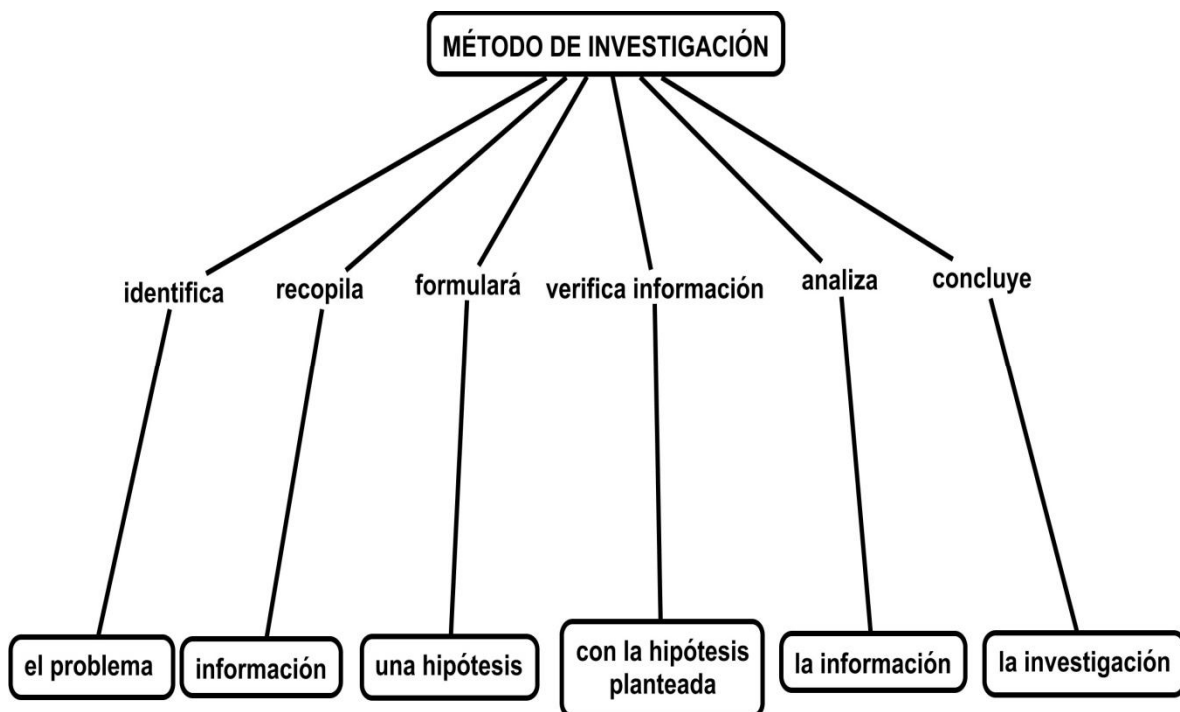 MÉTODO DE INVESTIGACIÓN
identifica
recopila
formulará
verifica información
analiza
concluye
el problema
información
una hipótesis
con la hipótesis
planteada
la información
la investigación